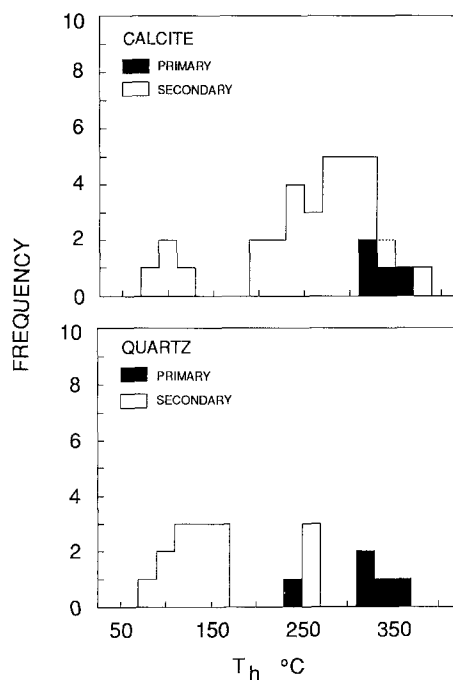 10
CALCITE
8
PRIMARY
SECONDARY
6
4
2
0
FREQUENCY
10
QUARTZ
8
PRIMARY
SECONDARY
6
4
2
0
50 150 250 350
Th °C